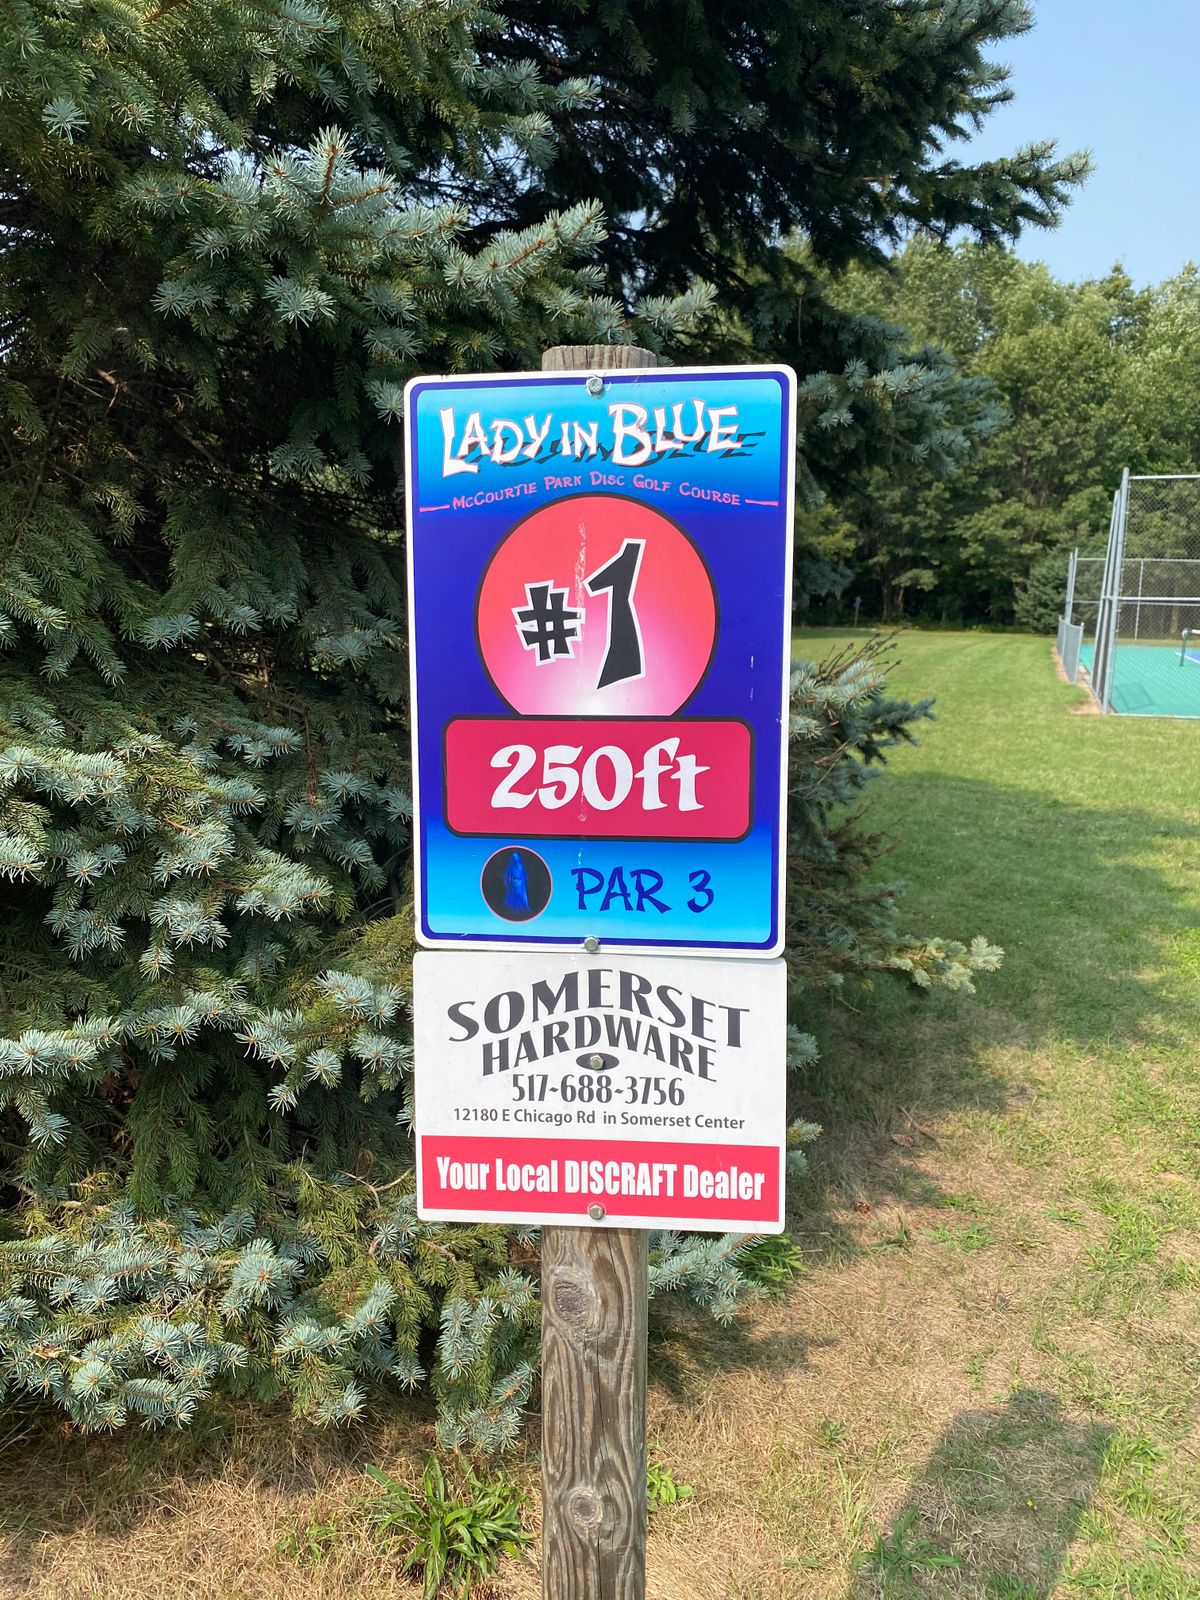 LADY IN BLUE
McCourtie Park Disc Golf Course
#1
250ft
PAR 3
SOMERSET
HARDWARE
517-688-3756
12180 E Chicago Rd in Somerset Center
Your Local DISCRAFT Dealer